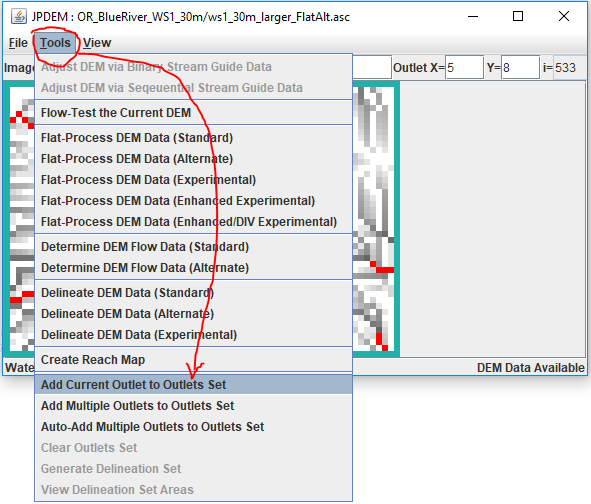 JPDEM : OR_BlueRiver_WS1_30m/ws1_30m_larger_FlatAlt.asc
File Tools View
Image Outlet X= 5 Y= 8 i= 533
Adjust DEM via Binary Stream Guide Data
Adjust DEM via Seqeuential Stream Guide Data
Flow-Test the Current DEM
Flat-Process DEM Data (Standard)
Flat-Process DEM Data (Alternate)
Flat-Process DEM Data (Experimental)
Flat-Process DEM Data (Enhanced Experimental)
Flat-Process DEM Data (Enhanced/DIV Experimental)
Determine DEM Flow Data (Standard)
Determine DEM Flow Data (Alternate)
Delineate DEM Data (Standard)
Delineate DEM Data (Alternate)
Delineate DEM Data (Experimental)
Create Reach Map
Water DEM Data Available
Add Current Outlet to Outlets Set
Add Multiple Outlets to Outlets Set
Auto-Add Multiple Outlets to Outlets Set
Clear Outlets Set
Generate Delineation Set
View Delineation Set Areas